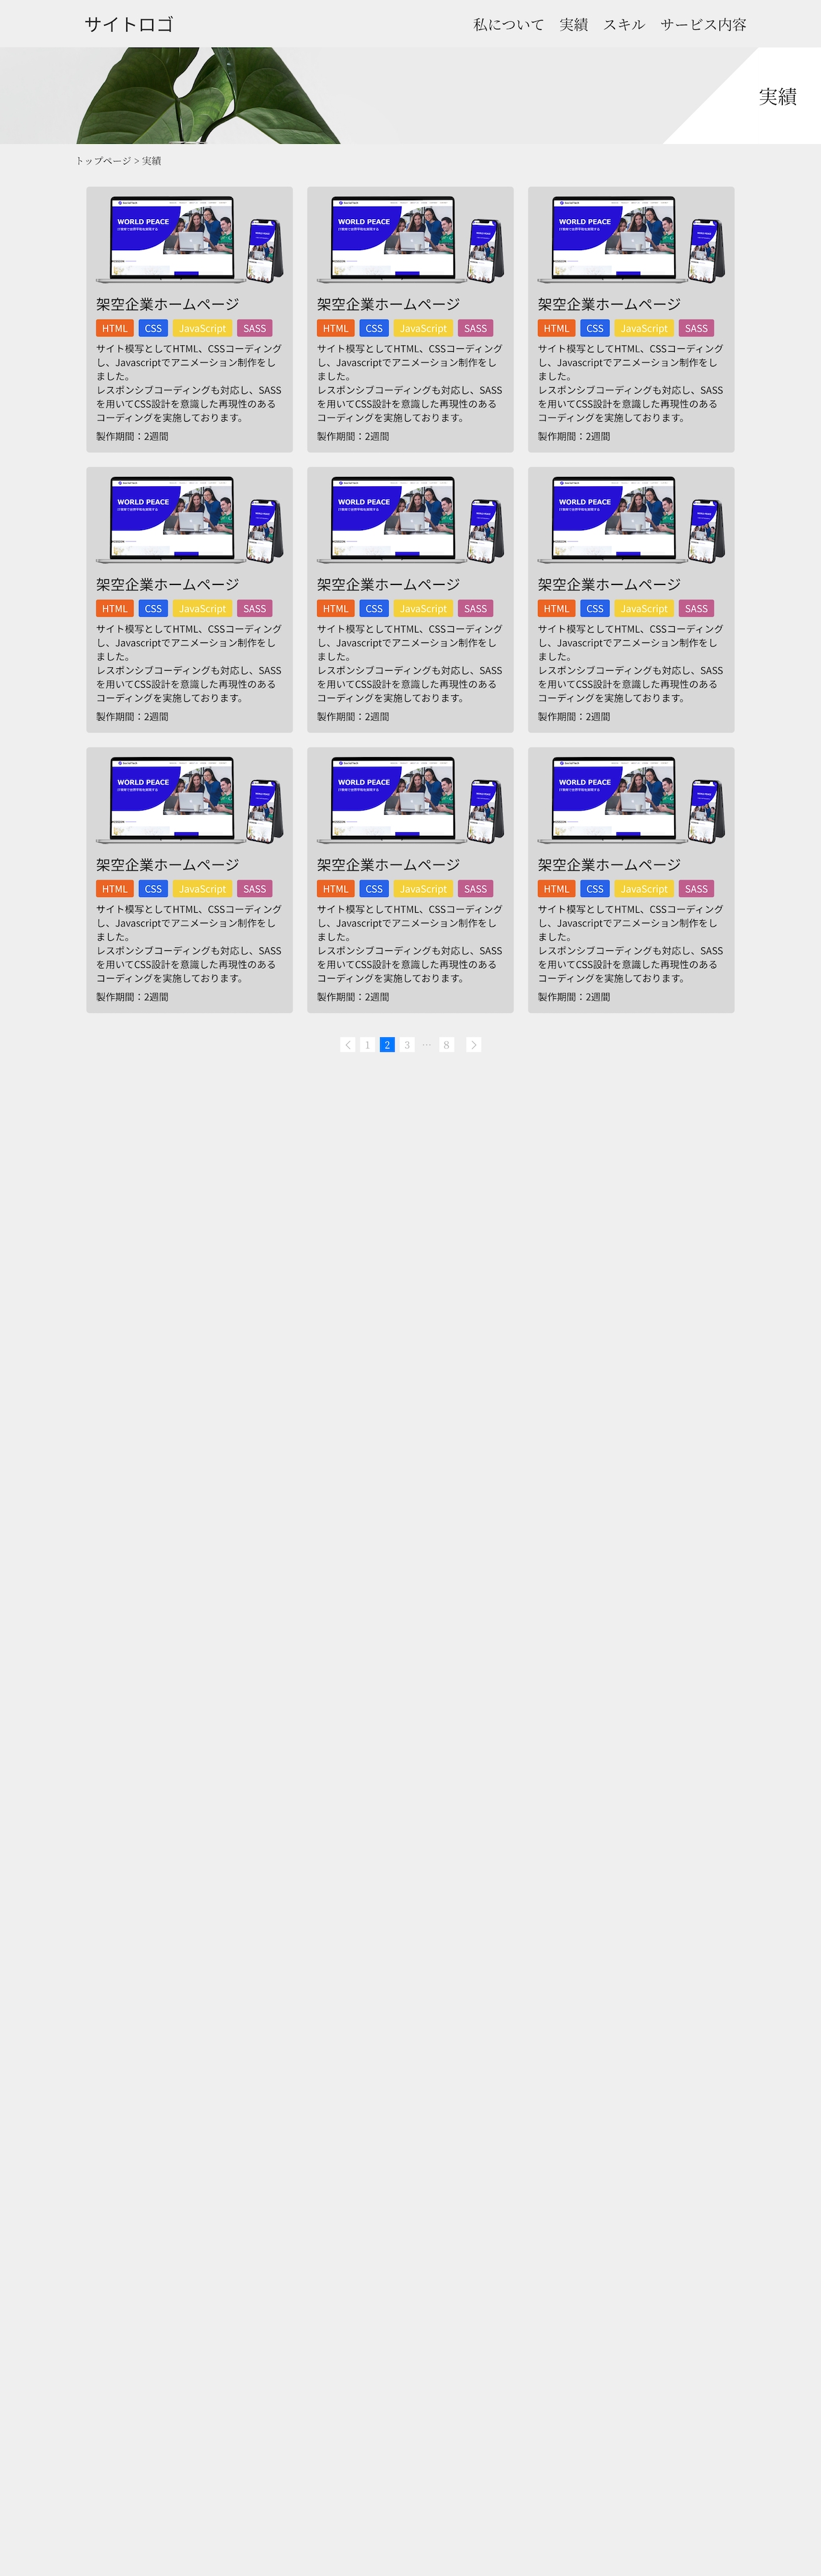 サイトロゴ
私について 実績 スキル サービス内容
実績
トップページ > 実績
WORLD PEACE
架空企業ホームページ
HTML CSS JavaScript SASS
サイト模写としてHTML、CSSコーディング
し、Javascriptでアニメーション制作をし
ました。
レスポンシブコーディングも対応し、SASS
を用いてCSS設計を意識した再現性のある
コーディングを実施しております。
製作期間：2週間
WORLD PEACE
架空企業ホームページ
HTML CSS JavaScript SASS
サイト模写としてHTML、CSSコーディング
し、Javascriptでアニメーション制作をし
ました。
レスポンシブコーディングも対応し、SASS
を用いてCSS設計を意識した再現性のある
コーディングを実施しております。
製作期間：2週間
WORLD PEACE
架空企業ホームページ
HTML CSS JavaScript SASS
サイト模写としてHTML、CSSコーディング
し、Javascriptでアニメーション制作をし
ました。
レスポンシブコーディングも対応し、SASS
を用いてCSS設計を意識した再現性のある
コーディングを実施しております。
製作期間：2週間
WORLD PEACE
架空企業ホームページ
HTML CSS JavaScript SASS
サイト模写としてHTML、CSSコーディング
し、Javascriptでアニメーション制作をし
ました。
レスポンシブコーディングも対応し、SASS
を用いてCSS設計を意識した再現性のある
コーディングを実施しております。
製作期間：2週間
WORLD PEACE
架空企業ホームページ
HTML CSS JavaScript SASS
サイト模写としてHTML、CSSコーディング
し、Javascriptでアニメーション制作をし
ました。
レスポンシブコーディングも対応し、SASS
を用いてCSS設計を意識した再現性のある
コーディングを実施しております。
製作期間：2週間
WORLD PEACE
架空企業ホームページ
HTML CSS JavaScript SASS
サイト模写としてHTML、CSSコーディング
し、Javascriptでアニメーション制作をし
ました。
レスポンシブコーディングも対応し、SASS
を用いてCSS設計を意識した再現性のある
コーディングを実施しております。
製作期間：2週間
WORLD PEACE
架空企業ホームページ
HTML CSS JavaScript SASS
サイト模写としてHTML、CSSコーディング
し、Javascriptでアニメーション制作をし
ました。
レスポンシブコーディングも対応し、SASS
を用いてCSS設計を意識した再現性のある
コーディングを実施しております。
製作期間：2週間
WORLD PEACE
架空企業ホームページ
HTML CSS JavaScript SASS
サイト模写としてHTML、CSSコーディング
し、Javascriptでアニメーション制作をし
ました。
レスポンシブコーディングも対応し、SASS
を用いてCSS設計を意識した再現性のある
コーディングを実施しております。
製作期間：2週間
WORLD PEACE
架空企業ホームページ
HTML CSS JavaScript SASS
サイト模写としてHTML、CSSコーディング
し、Javascriptでアニメーション制作をし
ました。
レスポンシブコーディングも対応し、SASS
を用いてCSS設計を意識した再現性のある
コーディングを実施しております。
製作期間：2週間
< 1 2 3 … 8 >